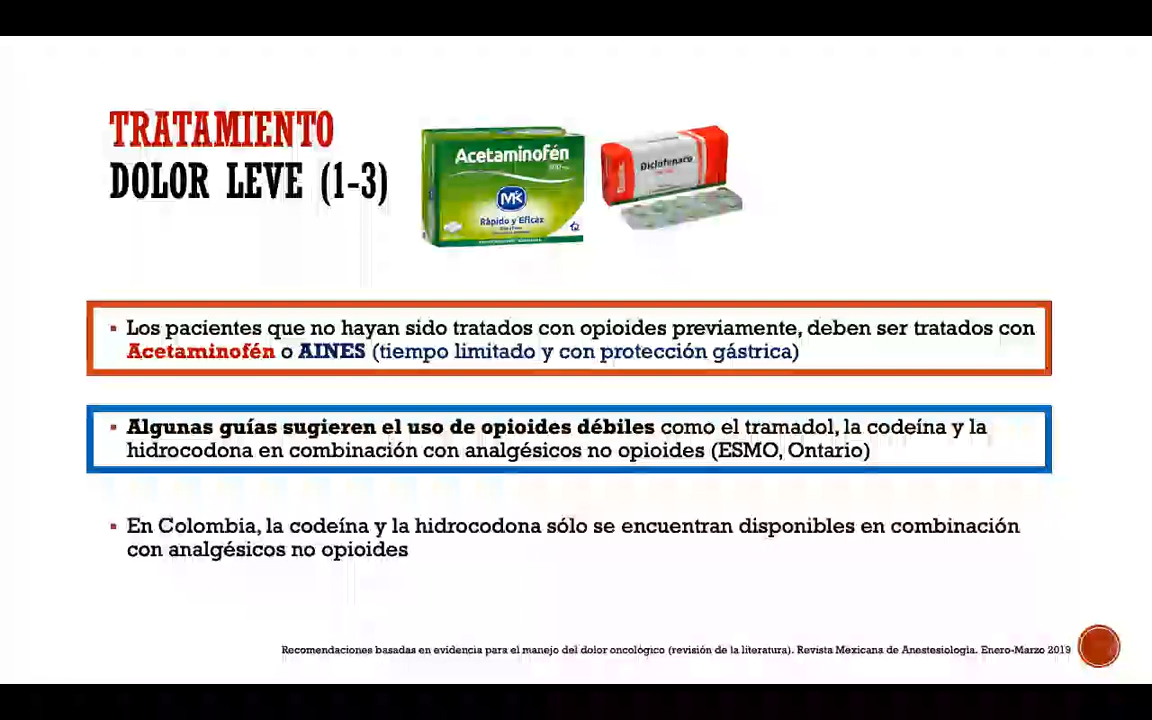 TRATAMIENTO
DOLOR LEVE (1-3)
Acetaminofén
MK
Rápido y Eficaz
Diclofenaco
▪ Los pacientes que no hayan sido tratados con opioides previamente, deben ser tratados con
Acetaminofén o AINES (tiempo limitado y con protección gástrica)
▪ Algunas guías sugieren el uso de opioides débiles como el tramadol, la codeína y la
hidrocodona en combinación con analgésicos no opioides (ESMO, Ontario)
▪ En Colombia, la codeína y la hidrocodona sólo se encuentran disponibles en combinación
con analgésicos no opioides
Recomendaciones basadas en evidencia para el manejo del dolor oncológico (revisión de la literatura). Revista Mexicana de Anestesiología. Enero-Marzo 2019